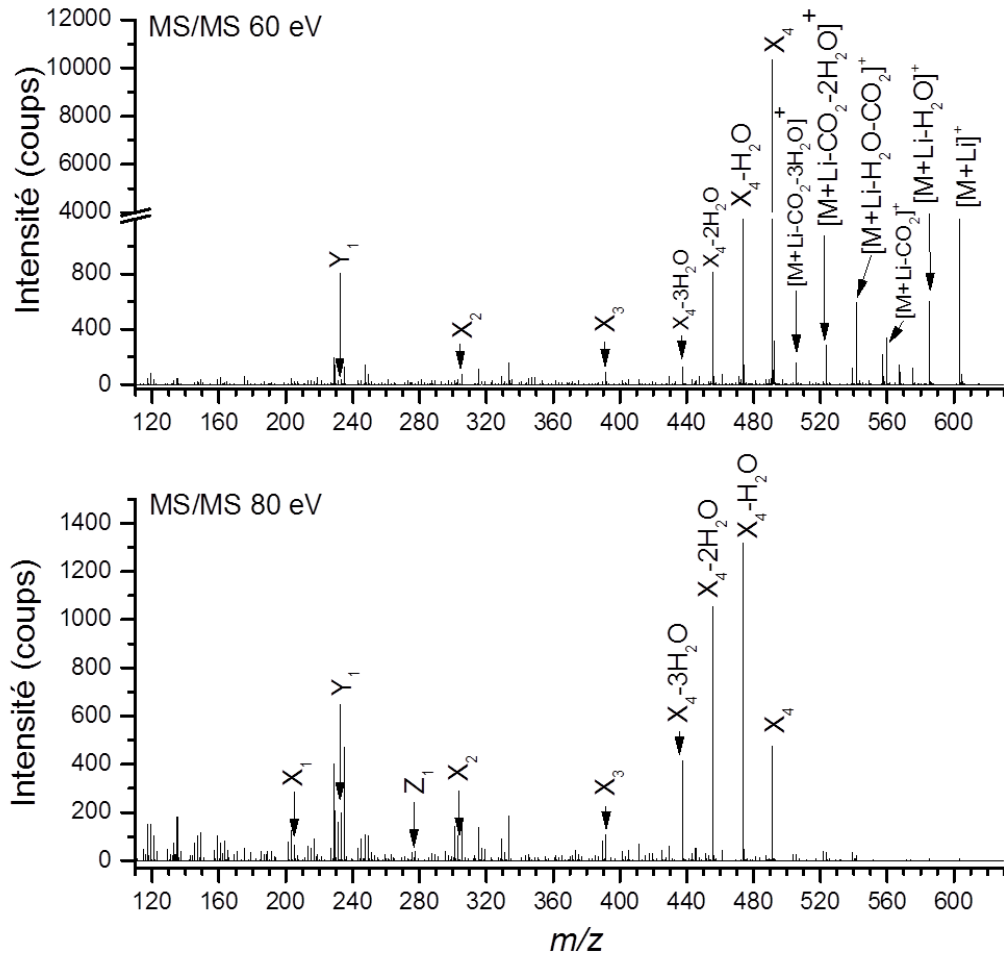 MS/MS 60 eV
Intensité (coups)
12000
10000
8000
6000
4000
800
400
0
Y₁
X₂
X₃
X₄-3H₂O
X₄-2H₂O
X₄-H₂O
X₄
[M+Li-CO₂-3H₂O]⁺
[M+Li-CO₂-2H₂O]⁺
[M+Li-H₂O-CO₂]⁺
[M+Li-CO₂]⁺
[M+Li-H₂O]⁺
[M+Li]⁺
120 160 200 240 280 320 360 400 440 480 520 560 600
MS/MS 80 eV
Intensité (coups)
1400
1200
1000
800
600
400
200
0
X₁
Y₁
Z₁
X₂
X₃
X₄-3H₂O
X₄-2H₂O
X₄-H₂O
X₄
120 160 200 240 280 320 360 400 440 480 520 560 600
m/z